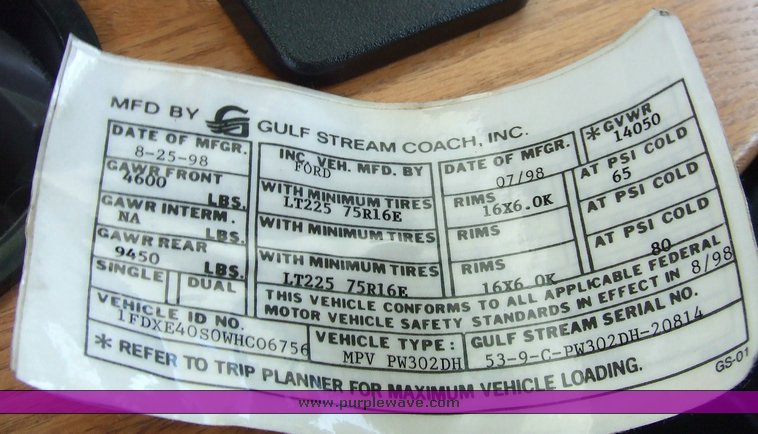 MFD BY GULF STREAM COACH, INC.
DATE OF MFGR.
8-25-98
INC. VEH. MFD. BY
FORD
DATE OF MFGR.
07/98
*GVWR
14050
GAWR FRONT
4600 LBS.
WITH MINIMUM TIRES
LT225 75R16E
RIMS
16X6.0K
AT PSI COLD
65
GAWR INTERM.
NA LBS.
WITH MINIMUM TIRES
RIMS
AT PSI COLD
GAWR REAR
9450 LBS.
WITH MINIMUM TIRES
LT225 75R16E
RIMS
16X6.0K
AT PSI COLD
80
SINGLE DUAL
THIS VEHICLE CONFORMS TO ALL APPLICABLE FEDERAL
MOTOR VEHICLE SAFETY STANDARDS IN EFFECT IN 8/98
VEHICLE ID NO.
1FDXE40S0WHC06756
VEHICLE TYPE:
MPV PW302DH
GULF STREAM SERIAL NO.
53-9-C-PW302DH-20814
* REFER TO TRIP PLANNER FOR MAXIMUM VEHICLE LOADING.
GS-01
www.purplewave.com